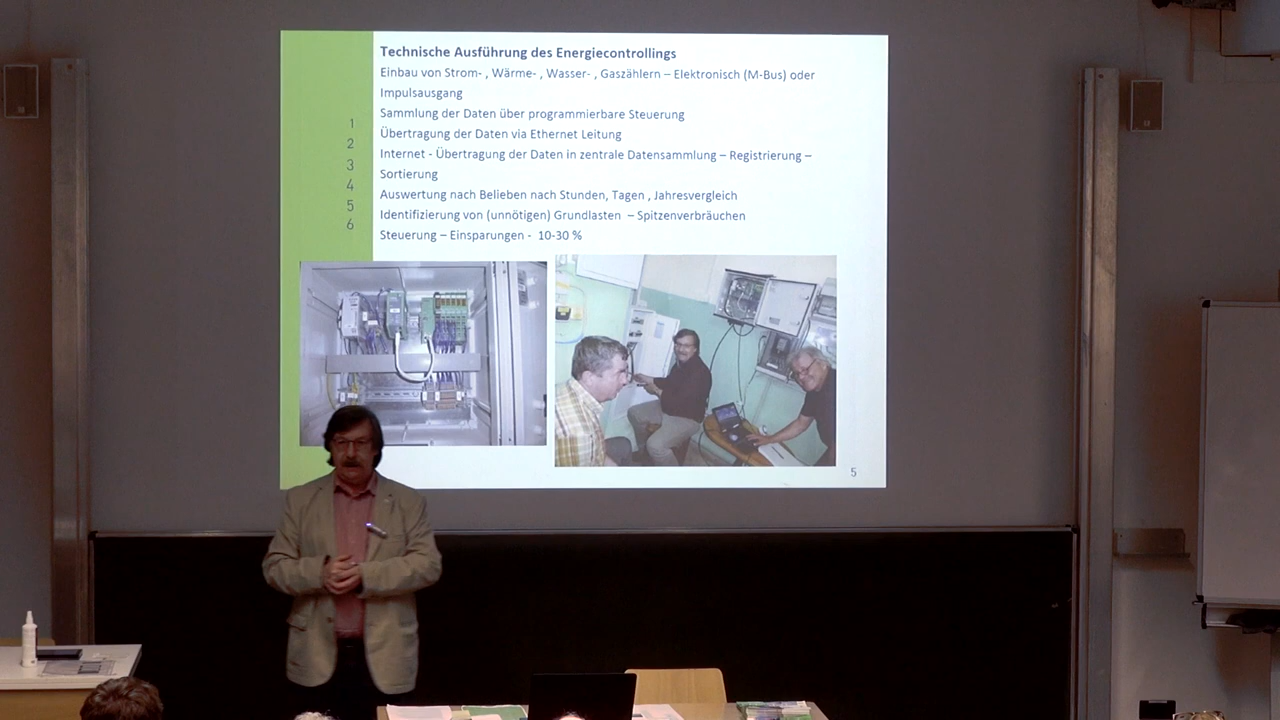 Technische Ausführung des Energiecontrollings
Einbau von Strom- , Wärme- , Wasser- , Gaszählern – Elektronisch (M-Bus) oder
Impulsausgang
Sammlung der Daten über programmierbare Steuerung
1
Übertragung der Daten via Ethernet Leitung
2
Internet - Übertragung der Daten in zentrale Datensammlung – Registrierung –
3
Sortierung
4
Auswertung nach Belieben nach Stunden, Tagen , Jahresvergleich
5
Identifizierung von (unnötigen) Grundlasten – Spitzenverbräuchen
6
Steuerung – Einsparungen - 10-30 %
5